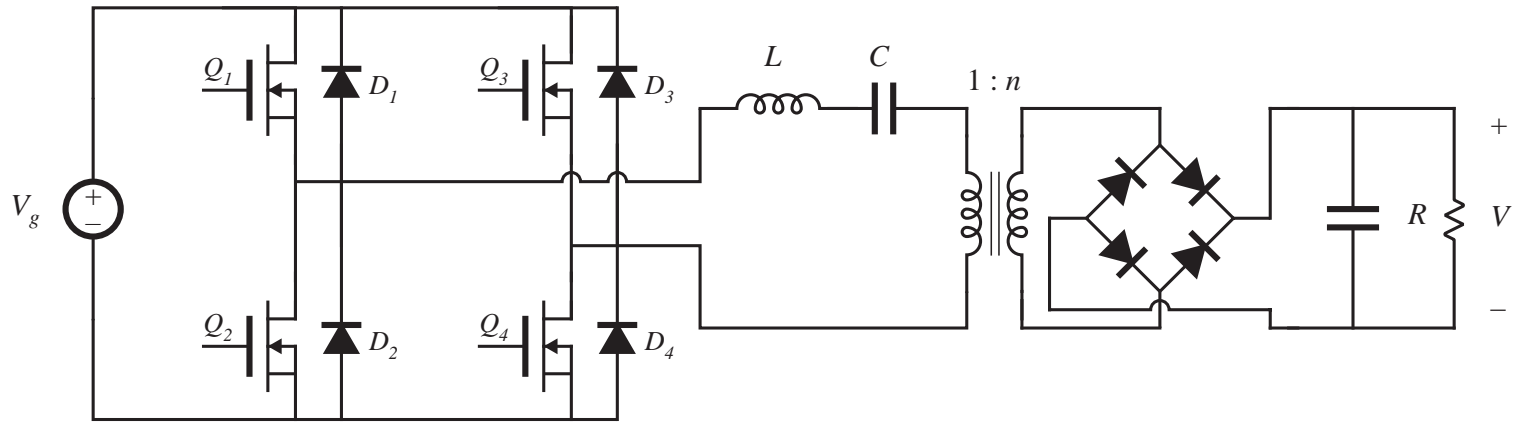 L
C
1 : n
Q1
D1
Q3
D3
+
Vg
+
−
R
V
Q2
D2
Q4
D4
−